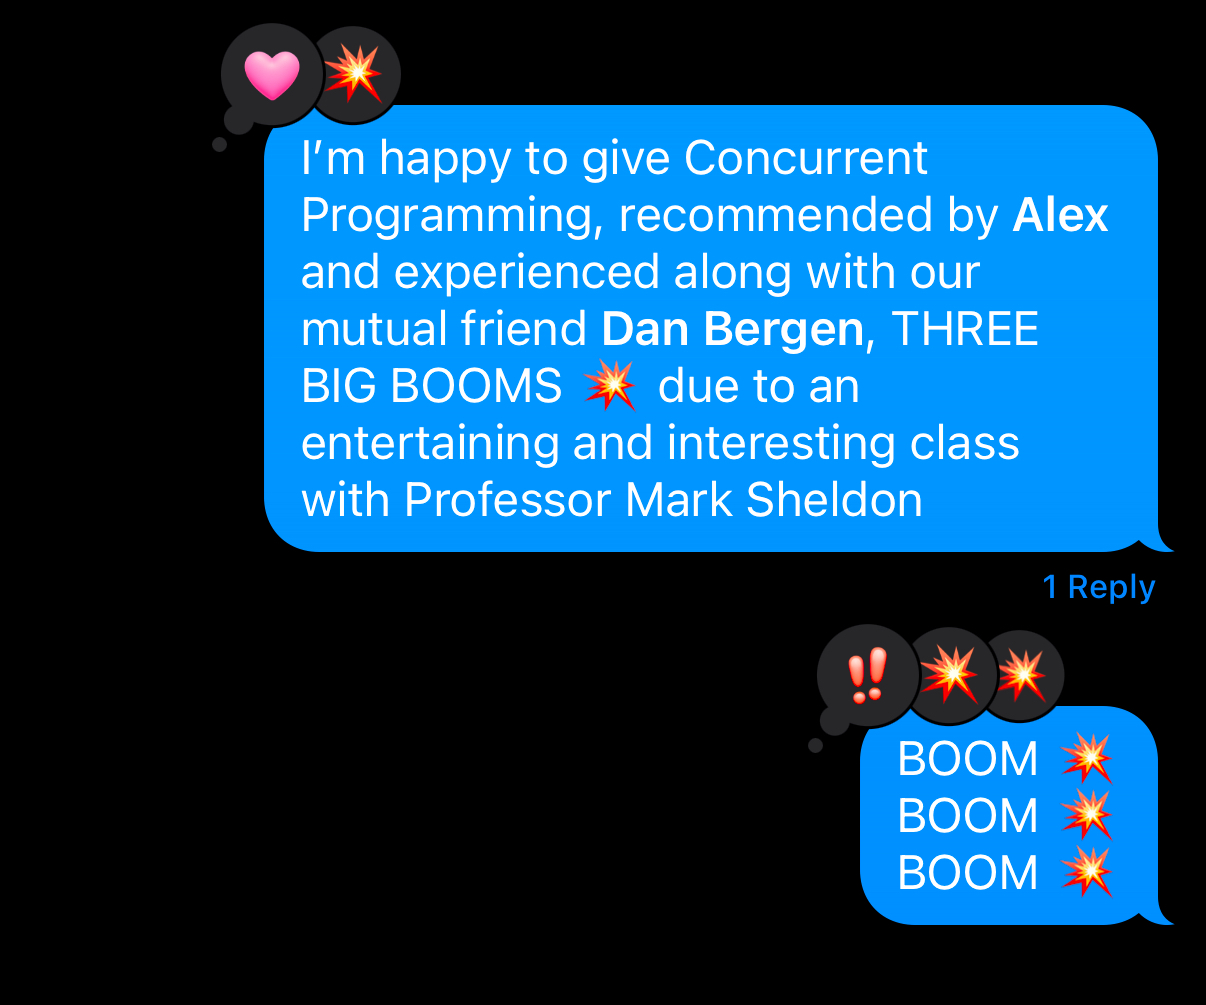 I’m happy to give Concurrent
Programming, recommended by Alex
and experienced along with our
mutual friend Dan Bergen, THREE
BIG BOOMS 💥 due to an
entertaining and interesting class
with Professor Mark Sheldon
1 Reply
BOOM 💥
BOOM 💥
BOOM 💥